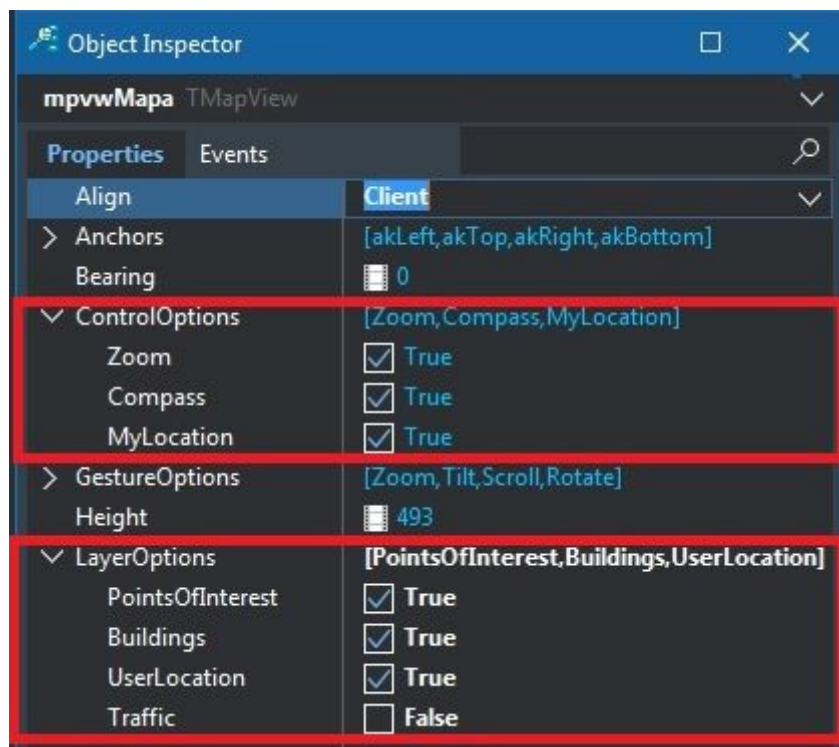 Object Inspector
mpvwMapa TMapView
Properties Events
Align Client
Anchors [akLeft,akTop,akRight,akBottom]
Bearing 0
ControlOptions [Zoom,Compass,MyLocation]
Zoom True
Compass True
MyLocation True
GestureOptions [Zoom,Tilt,Scroll,Rotate]
Height 493
LayerOptions [PointsOfInterest,Buildings,UserLocation]
PointsOfInterest True
Buildings True
UserLocation True
Traffic False